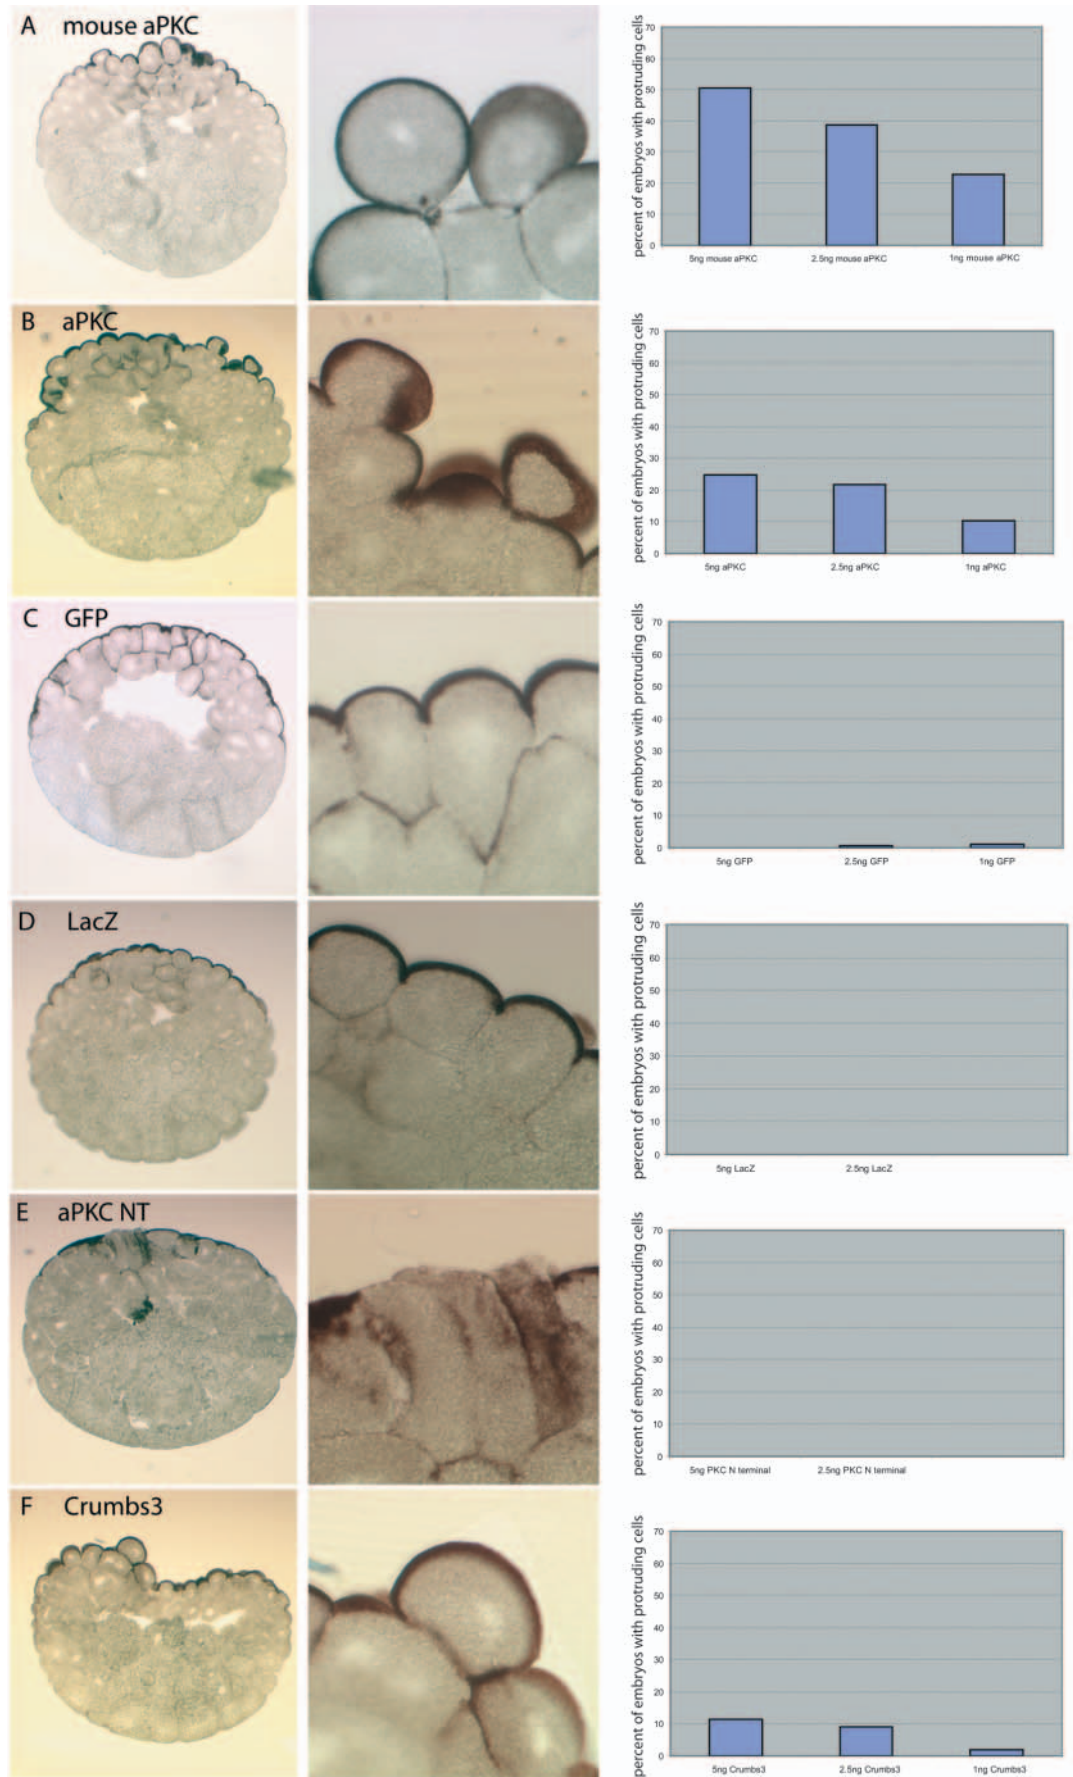 A mouse aPKC
percent of embryos with protruding cells
70
60
50
40
30
20
10
0
5ng mouse aPKC 2.5ng mouse aPKC 1ng mouse aPKC
B aPKC
percent of embryos with protruding cells
70
60
50
40
30
20
10
0
5ng aPKC 2.5ng aPKC 1ng aPKC
C GFP
percent of embryos with protruding cells
70
60
50
40
30
20
10
0
5ng GFP 2.5ng GFP 1ng GFP
D LacZ
percent of embryos with protruding cells
70
60
50
40
30
20
10
0
5ng LacZ 2.5ng LacZ
E aPKC NT
percent of embryos with protruding cells
70
60
50
40
30
20
10
0
5ng PKC N terminal 2.5ng PKC N terminal
F Crumbs3
percent of embryos with protruding cells
70
60
50
40
30
20
10
0
5ng Crumbs3 2.5ng Crumbs3 1ng Crumbs3